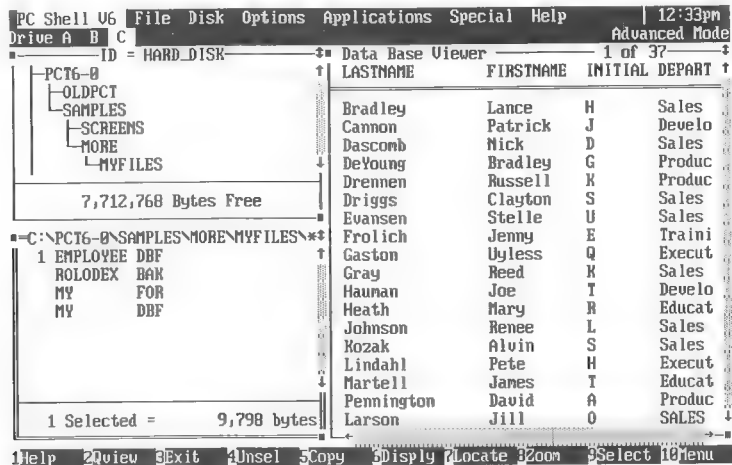 PC Shell V6 File Disk Options Applications Special Help 12:33pm
Drive A B C Advanced Mode
ID = HARD_DISK
PCT6-0
OLDPCT
SAMPLES
SCREENS
MORE
MYFILES
7,712,768 Bytes Free
C:\PCT6-0\SAMPLES\MORE\MYFILES\*
1 EMPLOYEE DBF
ROLODEX BAK
MY FOR
MY DBF
1 Selected = 9,798 bytes
Data Base Viewer 1 of 37
LASTNAME FIRSTNAME INITIAL DEPART
Bradley Lance H Sales
Cannon Patrick J Develo
Dascomb Nick D Sales
DeYoung Bradley G Produc
Drennen Russell K Produc
Driggs Clayton S Sales
Evansen Stelle U Sales
Frolich Jenny E Traini
Gaston Uyless Q Execut
Gray Reed K Sales
Hauman Joe T Develo
Heath Mary R Educat
Johnson Renee L Sales
Kozak Alvin S Sales
Lindahl Pete H Execut
Martell James T Educat
Pennington David A Produc
Larson Jill O SALES
1Help 2Qview 3Exit 4Unsel 5Copy 6Disply 7Locate 8Zoom 9Select 10Menu